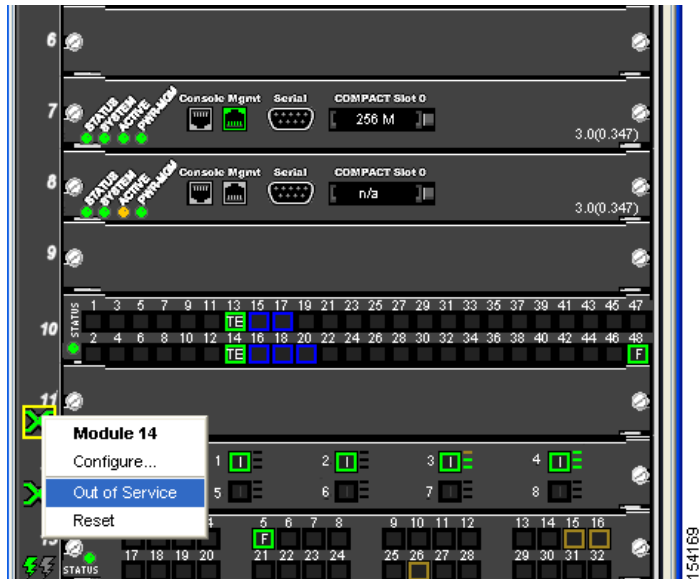 6
7
STATUS SYSTEM ACTIVE PWR-MGM
Console Mgmt Serial COMPACT Slot 0
256 M
3.0(0.347)
8
STATUS SYSTEM ACTIVE PWR-MGM
Console Mgmt Serial COMPACT Slot 0
n/a
3.0(0.347)
9
10
STATUS
1 3 5 7 9 11 13 15 17 19 21 23 25 27 29 31 33 35 37 39 41 43 45 47
TE
2 4 6 8 10 12 14 16 18 20 22 24 26 28 30 32 34 36 38 40 42 44 46 48
TE F
11
Module 14
Configure...
Out of Service
Reset
1 2 3 4
5 6 7 8
4 5 6 7 8 9 10 11 12 13 14 15 16
F
17 18 19 20 21 22 23 24 25 26 27 28 29 30 31 32
STATUS
154169